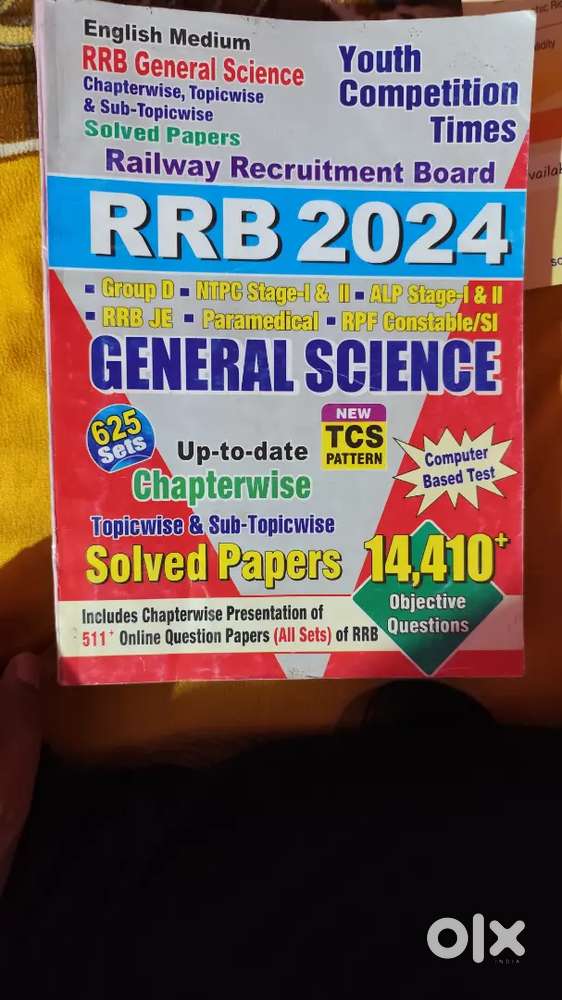 English Medium
RRB General Science
Chapterwise, Topicwise
& Sub-Topicwise
Solved Papers
Youth
Competition
Times
Railway Recruitment Board
RRB 2024
▪ Group D ▪ NTPC Stage-I & II ▪ ALP Stage-I & II
▪ RRB JE ▪ Paramedical ▪ RPF Constable/SI
GENERAL SCIENCE
625
Sets
Up-to-date
NEW
TCS
PATTERN
Computer
Based Test
Chapterwise
Topicwise & Sub-Topicwise
Solved Papers
14,410+
Objective
Questions
Includes Chapterwise Presentation of
511+ Online Question Papers (All Sets) of RRB
olx
INDIA